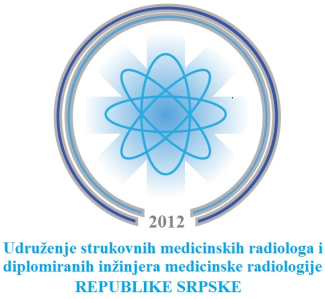 2012
Udruženje strukovnih medicinskih radiologa i
diplomiranih inžinjera medicinske radiologije
REPUBLIKE SRPSKE